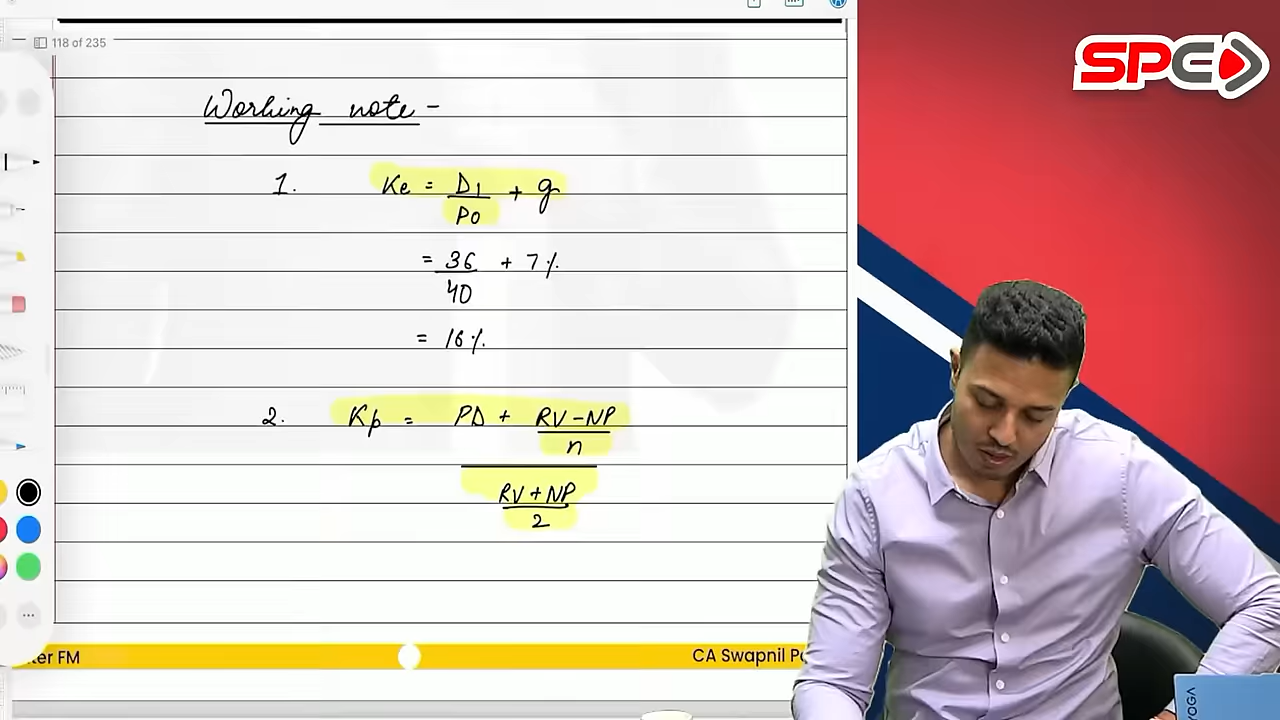 118 of 235
SPC
Working note -
1. Ke = D1 + g
P0
= 36 + 7%.
40
= 16%.
2. Kp = PD + RV-NP
n
RV+NP
2
ter FM
CA Swapnil
YOGA